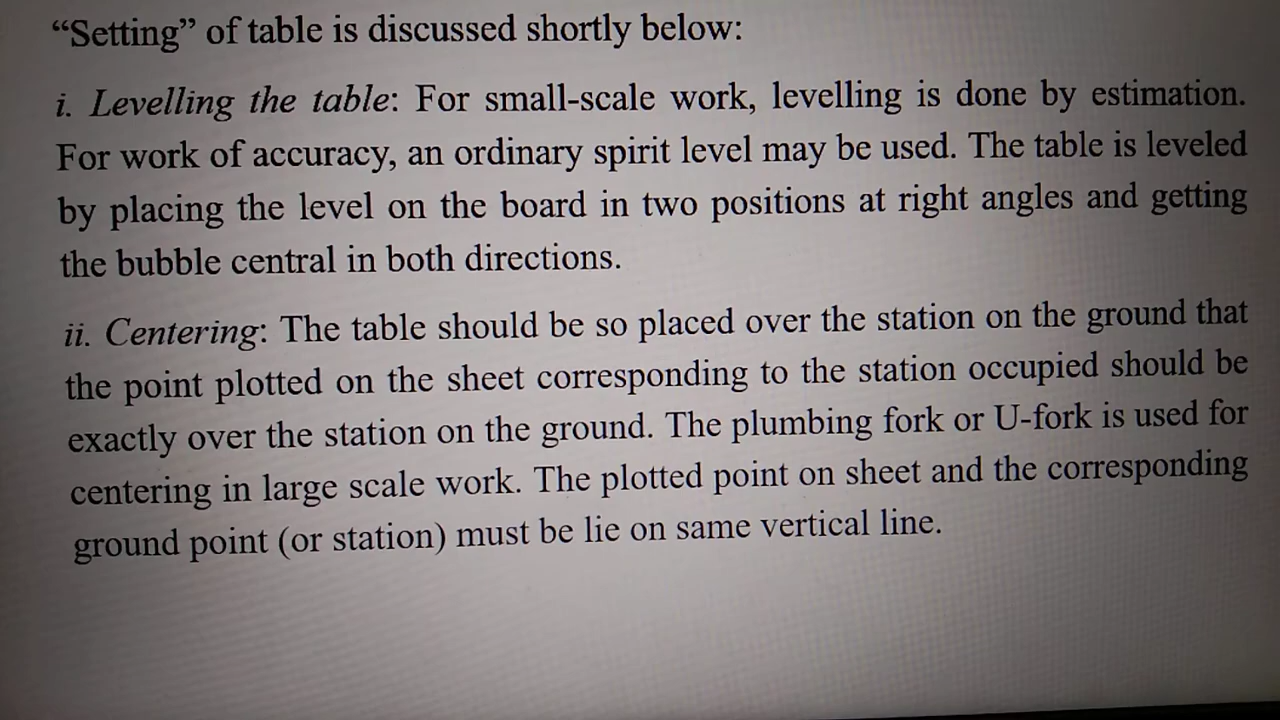 “Setting” of table is discussed shortly below:
i. Levelling the table: For small-scale work, levelling is done by estimation.
For work of accuracy, an ordinary spirit level may be used. The table is leveled
by placing the level on the board in two positions at right angles and getting
the bubble central in both directions.
ii. Centering: The table should be so placed over the station on the ground that
the point plotted on the sheet corresponding to the station occupied should be
exactly over the station on the ground. The plumbing fork or U-fork is used for
centering in large scale work. The plotted point on sheet and the corresponding
ground point (or station) must be lie on same vertical line.